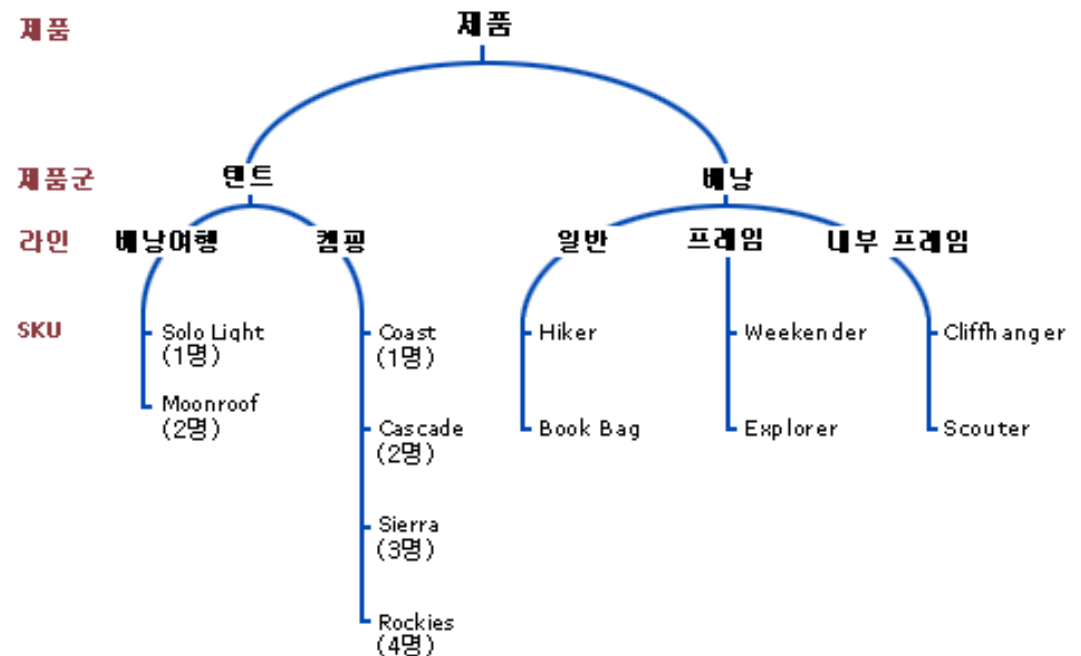 제품
제품
제품군
텐트
배낭
라인
배낭여행
캠핑
일반
프레임
내부 프레임
SKU
Solo Light
(1명)
Moonroof
(2명)
Coast
(1명)
Cascade
(2명)
Sierra
(3명)
Rockies
(4명)
Hiker
Book Bag
Weekender
Explorer
Cliffhanger
Scouter